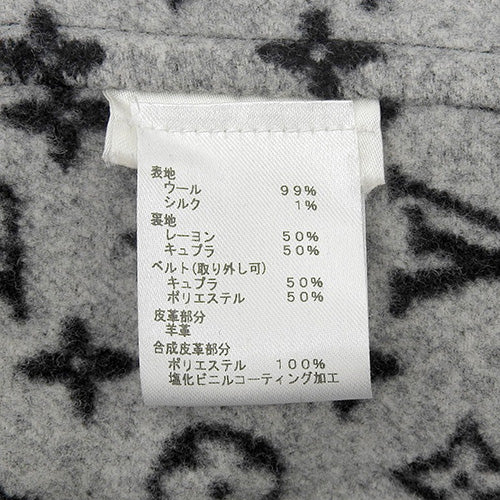 表地
ウール 99%
シルク 1%
裏地
レーヨン 50%
キュプラ 50%
ベルト(取り外し可)
キュプラ 50%
ポリエステル 50%
皮革部分
羊革
合成皮革部分
ポリエステル 100%
塩化ビニルコーティング加工